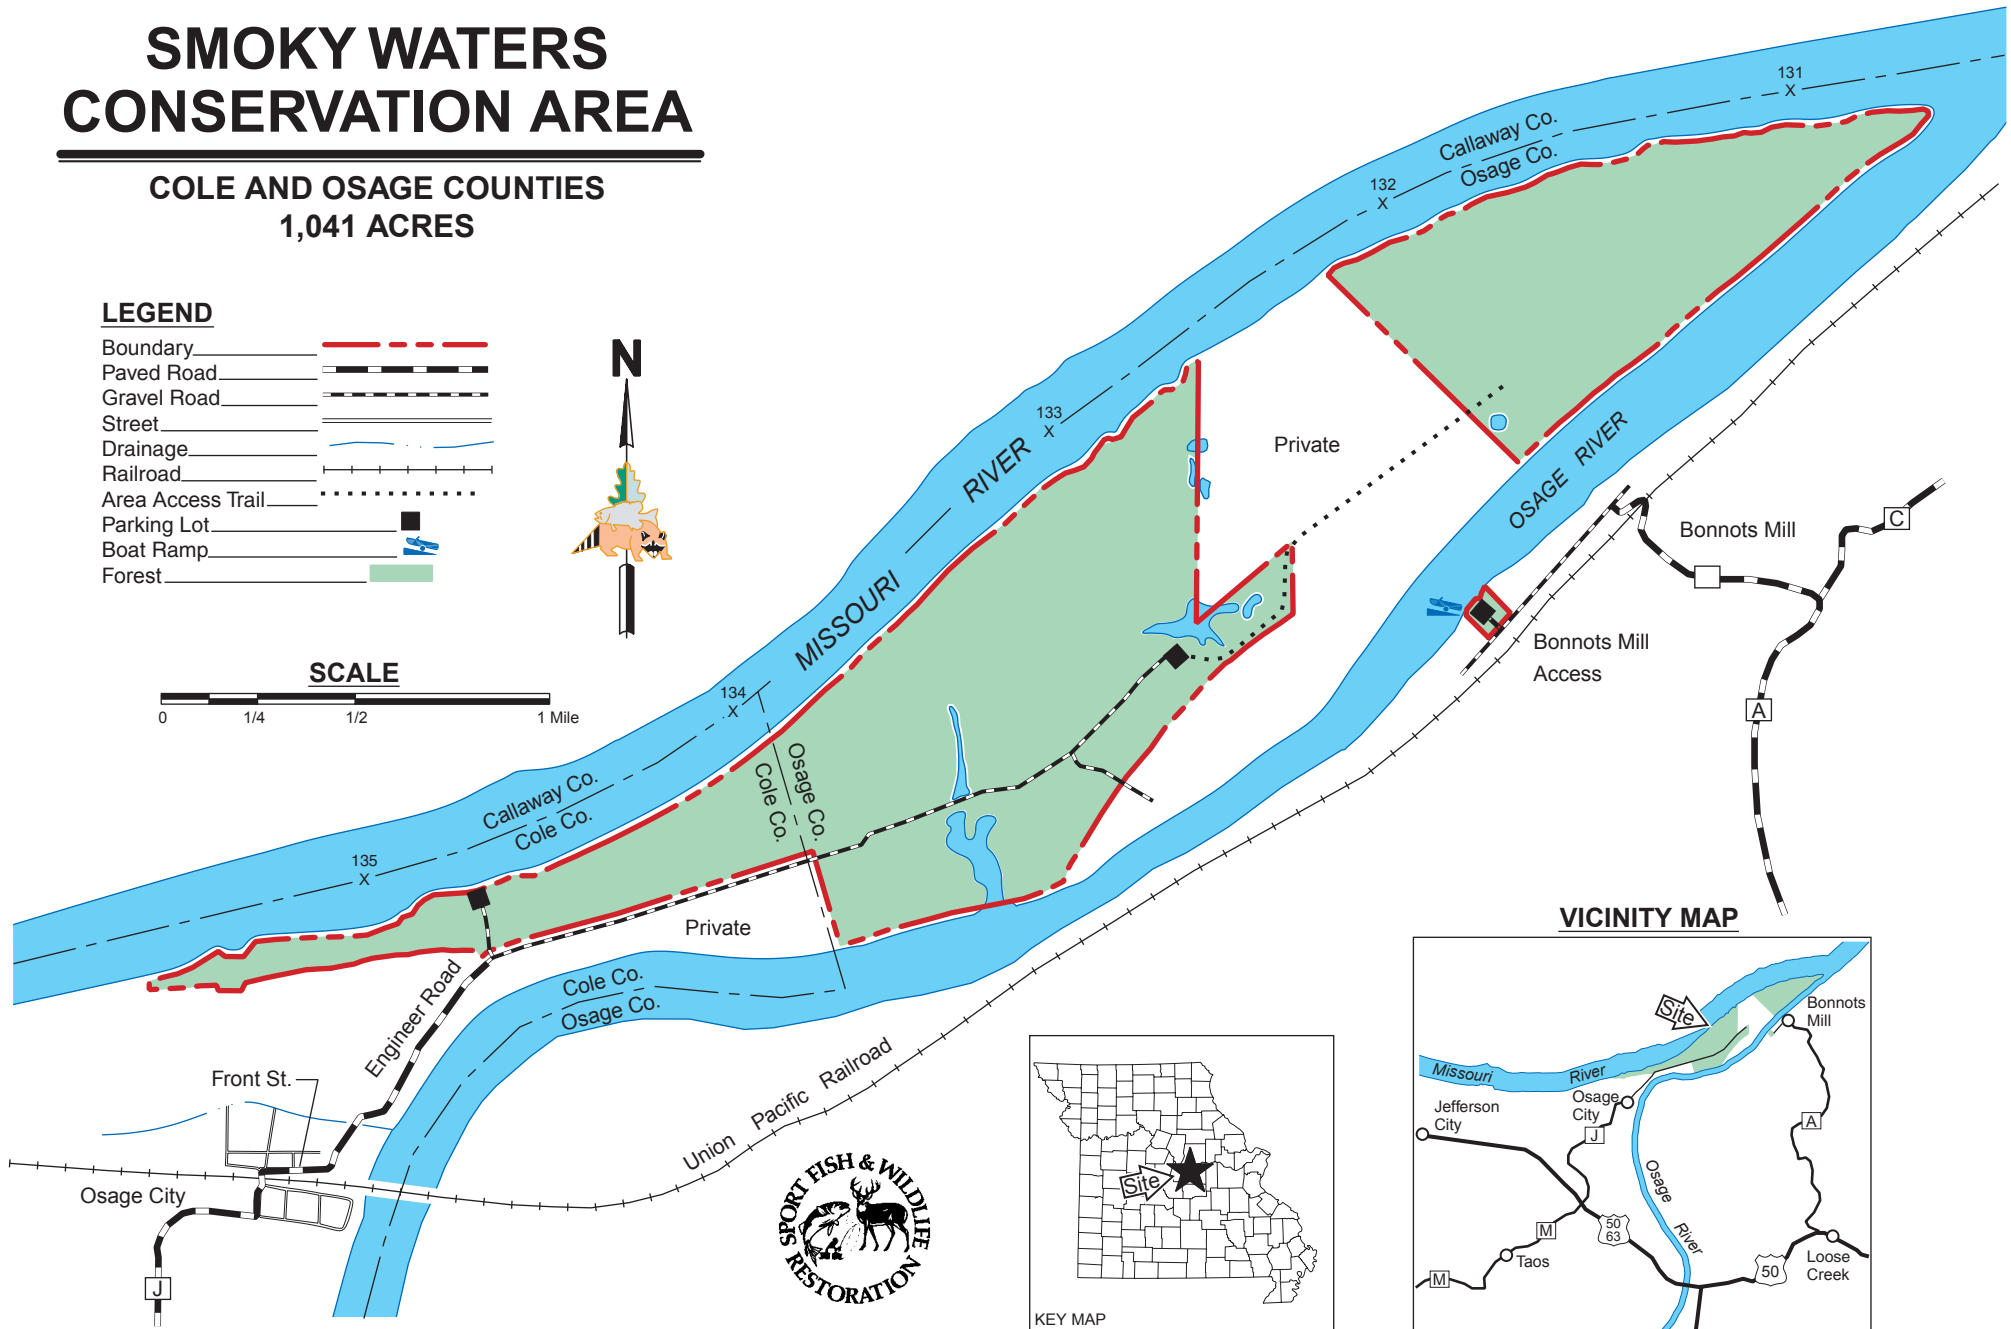 SMOKY WATERS
CONSERVATION AREA
COLE AND OSAGE COUNTIES
1,041 ACRES
LEGEND
Boundary
Paved Road
Gravel Road
Street
Drainage
Railroad
Area Access Trail
Parking Lot
Boat Ramp
Forest
N
SCALE
0 1/4 1/2 1 Mile
131
X
Callaway Co.
Osage Co.
132
X
133
X
MISSOURI RIVER
134
X
Callaway Co.
Cole Co.
135
X
Osage Co.
Cole Co.
Private
OSAGE RIVER
Bonnots Mill
C
A
Bonnots Mill
Access
Private
Cole Co.
Osage Co.
Engineer Road
Front St.
Osage City
J
Union Pacific Railroad
SPORT FISH & WILDLIFE
RESTORATION
Site
KEY MAP
VICINITY MAP
Site
Bonnots
Mill
Missouri River
Jefferson
City
Osage
City
J
A
Osage River
M
50
63
Taos
M
50
Loose
Creek